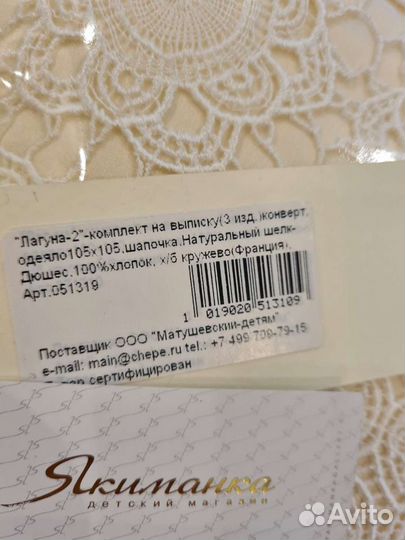 "Лагуна-2"-комплект на выписку(3 изд.)конверт,
одеяло105х105,шапочка.Натуральный шелк-
Дюшес.100%хлопок, х/б кружево(Франция).
Арт.051319
1 019020 513109
Поставщик ООО "Матушевский-детям"
e-mail: main@chepe.ru tel.: +7 499 709-79-15
сертифицирован
Якиманка
детский магазин
Avito